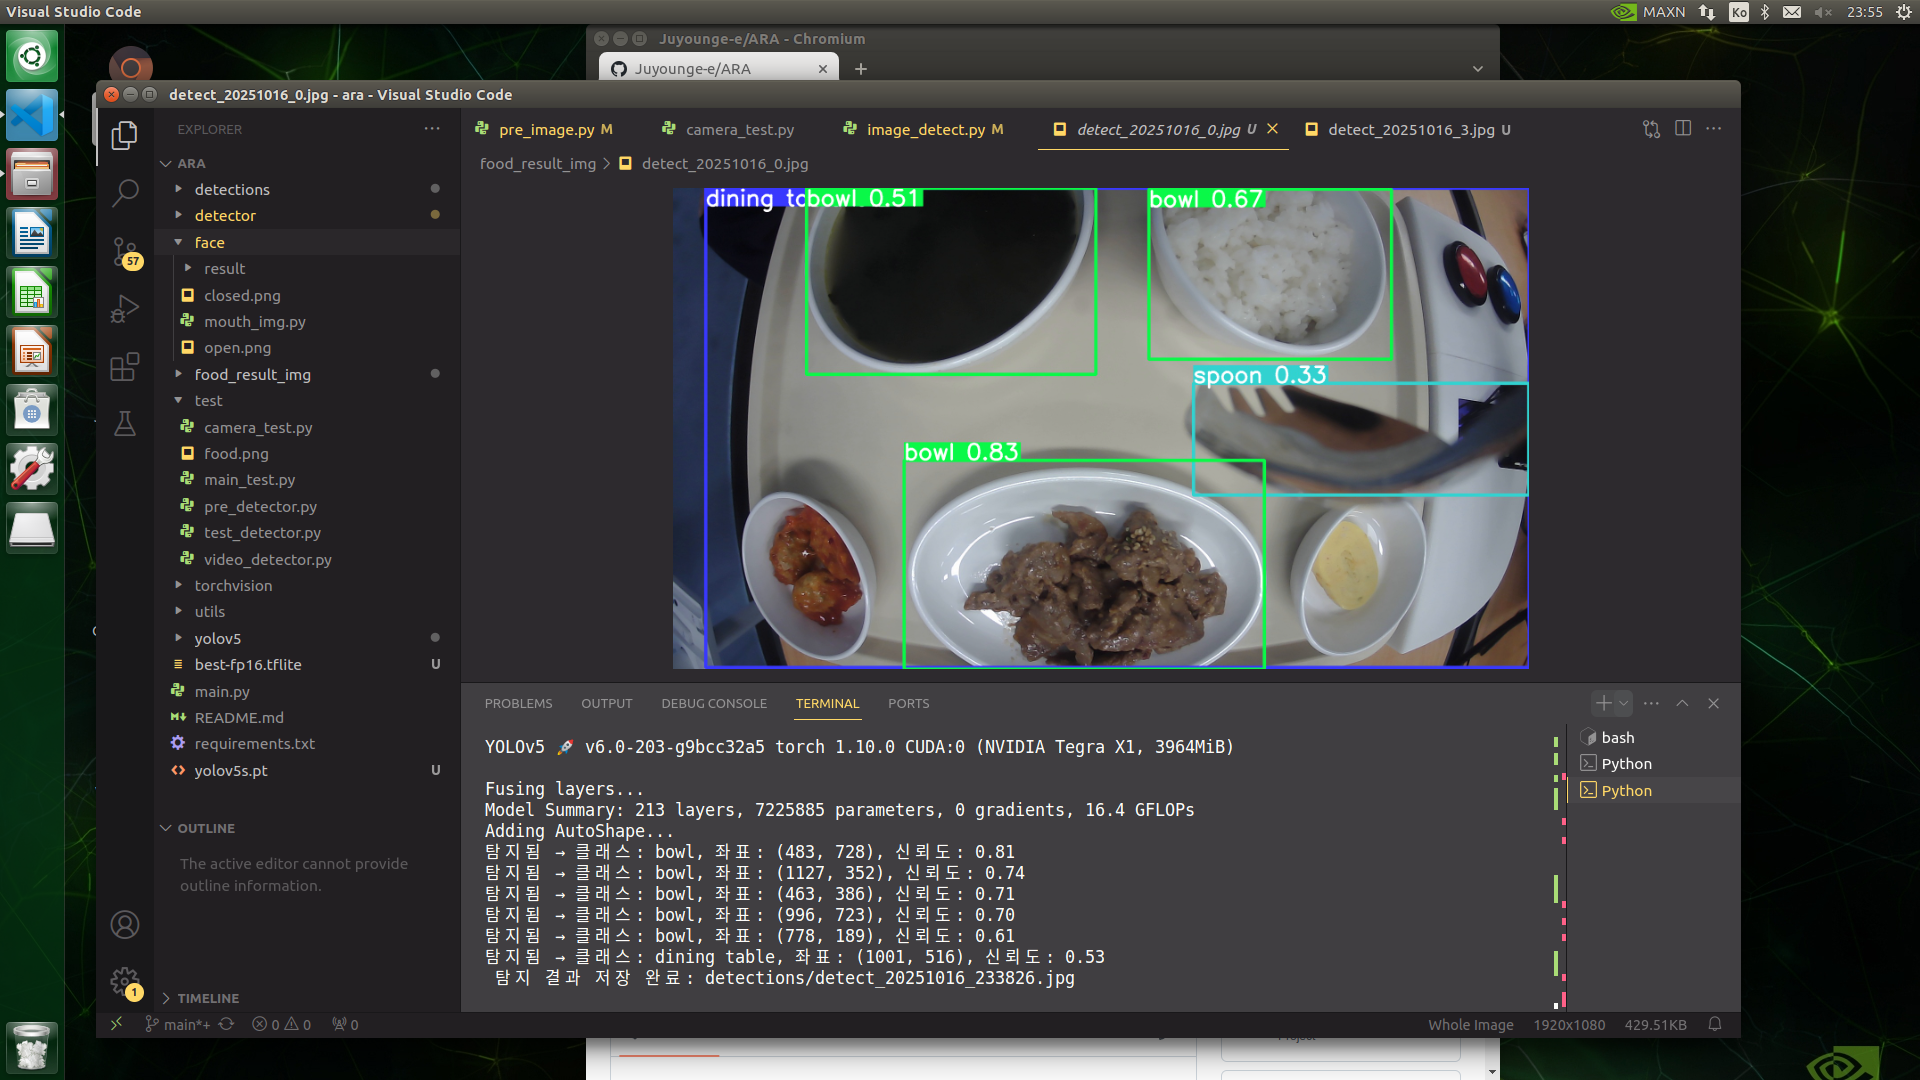 Visual Studio Code
MAXN
Ko
23:55
Juyounge-e/ARA - Chromium
Juyounge-e/ARA
detect_20251016_0.jpg - ara - Visual Studio Code
EXPLORER
pre_image.py M
camera_test.py
image_detect.py M
detect_20251016_0.jpg U
detect_20251016_3.jpg U
food_result_img > detect_20251016_0.jpg
ARA
detections
detector
face
result
closed.png
mouth_img.py
open.png
food_result_img
test
camera_test.py
food.png
main_test.py
pre_detector.py
test_detector.py
video_detector.py
torchvision
utils
yolov5
best-fp16.tflite U
main.py
README.md
requirements.txt
yolov5s.pt U
57
OUTLINE
The active editor cannot provide
outline information.
1
TIMELINE
bowl 0.51
bowl 0.67
dining
spoon 0.33
bowl 0.83
PROBLEMS
OUTPUT
DEBUG CONSOLE
TERMINAL
PORTS
YOLOv5 🚀 v6.0-203-g9bcc32a5 torch 1.10.0 CUDA:0 (NVIDIA Tegra X1, 3964MiB)
Fusing layers...
Model Summary: 213 layers, 7225885 parameters, 0 gradients, 16.4 GFLOPs
Adding AutoShape...
탐지됨 → 클래스: bowl, 좌표: (483, 728), 신뢰도: 0.81
탐지됨 → 클래스: bowl, 좌표: (1127, 352), 신뢰도: 0.74
탐지됨 → 클래스: bowl, 좌표: (463, 386), 신뢰도: 0.71
탐지됨 → 클래스: bowl, 좌표: (996, 723), 신뢰도: 0.70
탐지됨 → 클래스: bowl, 좌표: (778, 189), 신뢰도: 0.61
탐지됨 → 클래스: dining table, 좌표: (1001, 516), 신뢰도: 0.53
탐지 결과 저장 완료: detections/detect_20251016_233826.jpg
bash
Python
Python
main*+
0
0
0
Whole Image
1920x1080
429.51KB